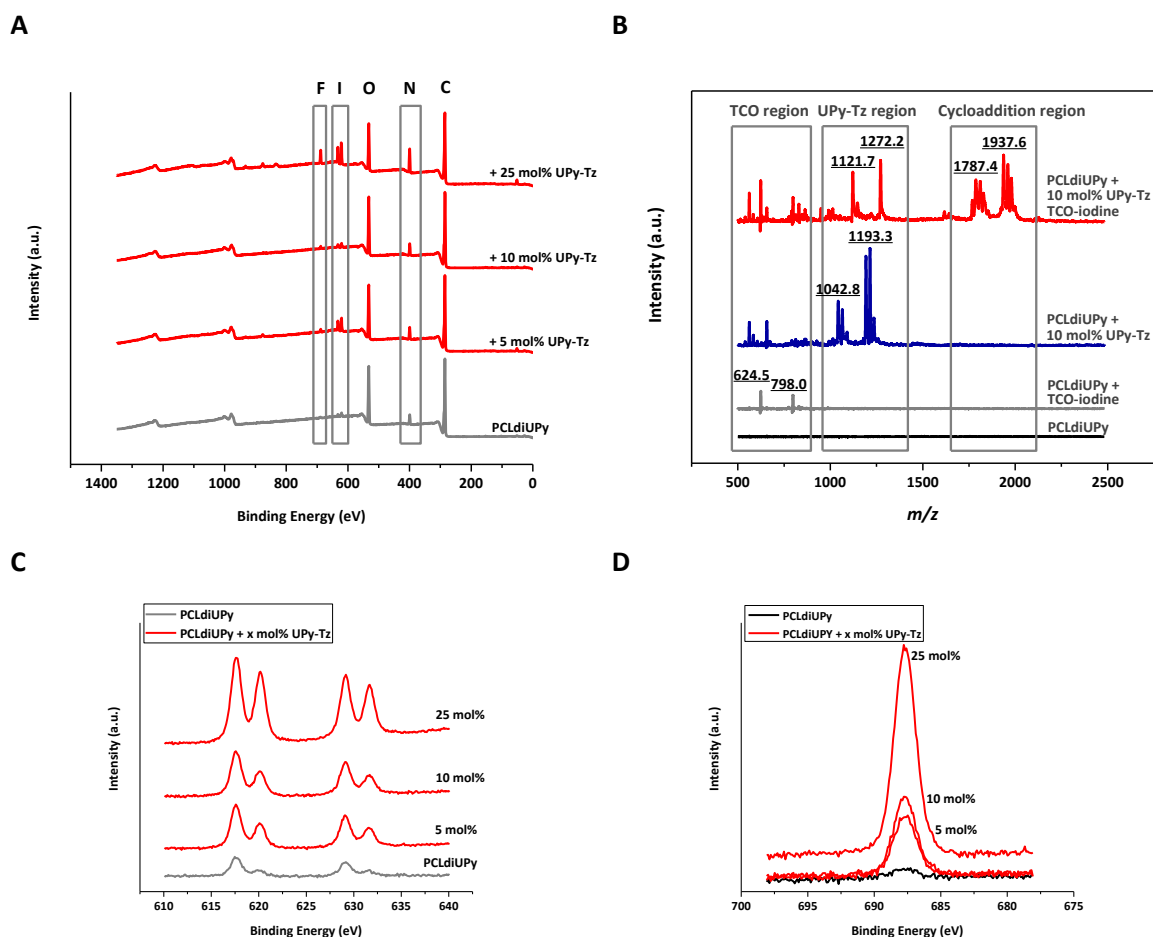 A
F I O N C
+ 25 mol% UPy-Tz
+ 10 mol% UPy-Tz
+ 5 mol% UPy-Tz
PCLdiUPy
Intensity (a.u.)
1400 1200 1000 800 600 400 200 0
Binding Energy (eV)
B
TCO region UPy-Tz region Cycloaddition region
1272.2 1937.6
1121.7 1787.4
PCLdiUPy +
10 mol% UPy-Tz
TCO-iodine
1193.3
1042.8
PCLdiUPy +
10 mol% UPy-Tz
624.5
798.0
PCLdiUPy +
TCO-iodine
PCLdiUPy
Intensity (a.u.)
500 1000 1500 2000 2500
m/z
C
PCLdiUPy
PCLdiUPy + x mol% UPy-Tz
25 mol%
10 mol%
5 mol%
PCLdiUPy
Intensity (a.u.)
610 615 620 625 630 635 640
Binding Energy (eV)
D
PCLdiUPy
PCLdiUPY + x mol% UPy-Tz
25 mol%
10 mol%
5 mol%
Intensity (a.u.)
700 695 690 685 680 675
Binding Energy (eV)